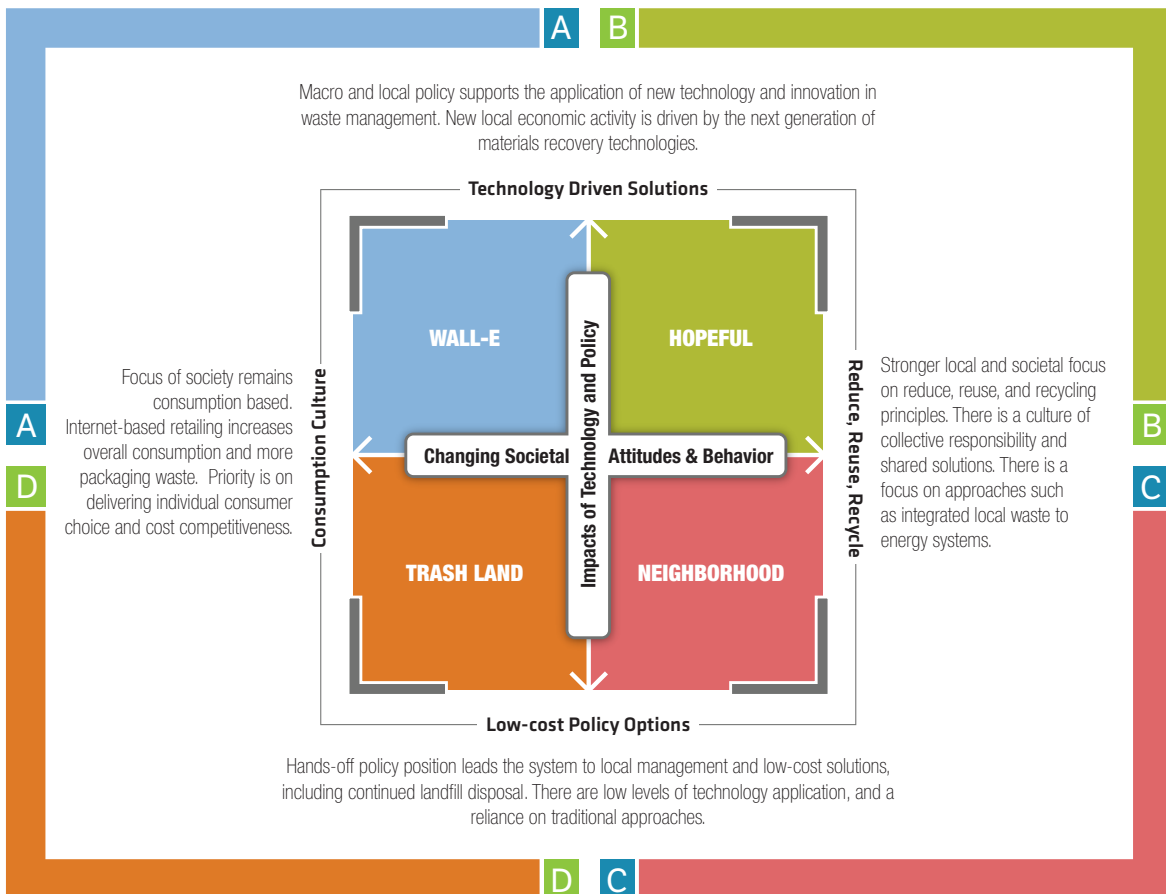 A B
Macro and local policy supports the application of new technology and innovation in
waste management. New local economic activity is driven by the next generation of
materials recovery technologies.
Technology Driven Solutions
WALL-E
HOPEFUL
Impacts of Technology and Policy
Consumption Culture
Focus of society remains
consumption based.
Internet-based retailing increases
overall consumption and more
packaging waste. Priority is on
delivering individual consumer
choice and cost competitiveness.
A
D
Changing Societal Attitudes & Behavior
Reduce, Reuse, Recycle
Stronger local and societal focus
on reduce, reuse, and recycling
principles. There is a culture of
collective responsibility and
shared solutions. There is a
focus on approaches such
as integrated local waste to
energy systems.
B
C
TRASH LAND
NEIGHBORHOOD
Low-cost Policy Options
Hands-off policy position leads the system to local management and low-cost solutions,
including continued landfill disposal. There are low levels of technology application, and a
reliance on traditional approaches.
D C